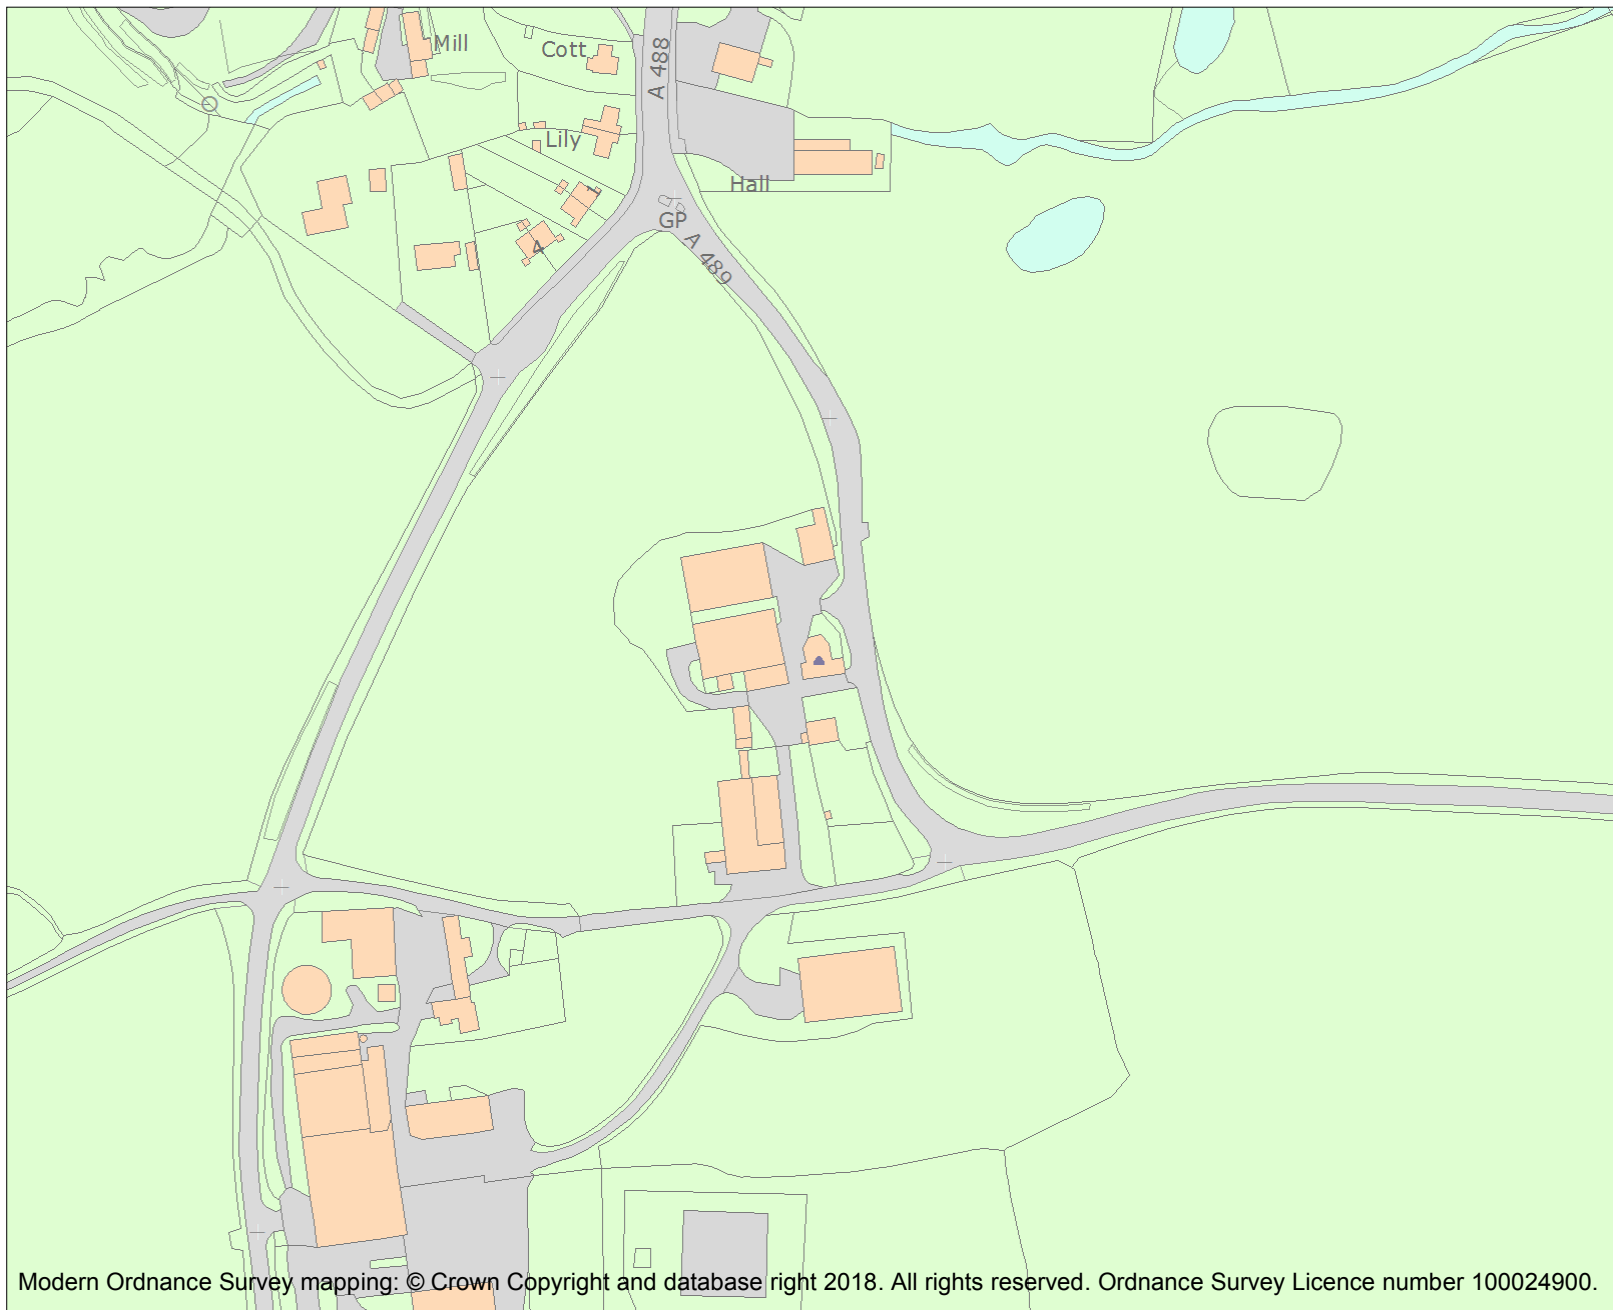 Mill
Cott
A 488
Lily
Hall
1
GP
4
A 489
Modern Ordnance Survey mapping: © Crown Copyright and database right 2018. All rights reserved. Ordnance Survey Licence number 100024900.